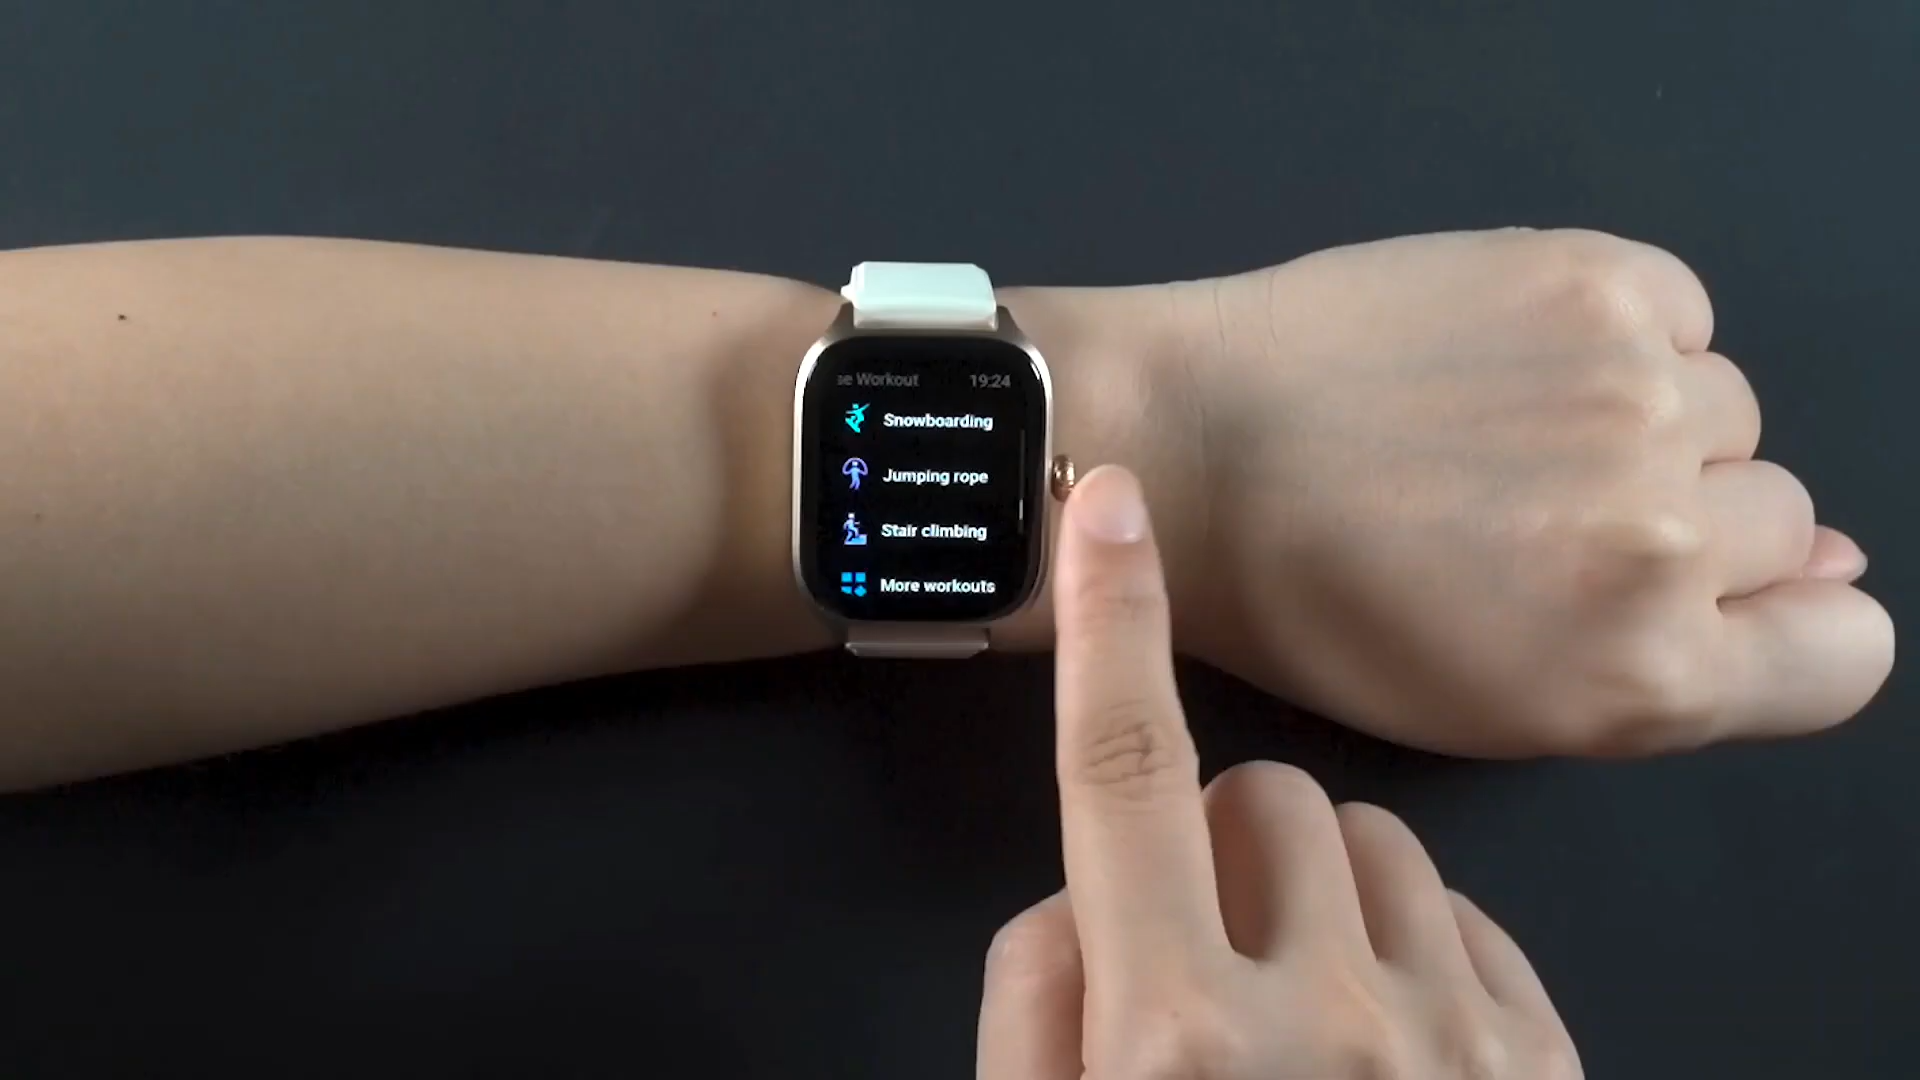 se Workout 19:24
Snowboarding
Jumping rope
Stair climbing
More workouts